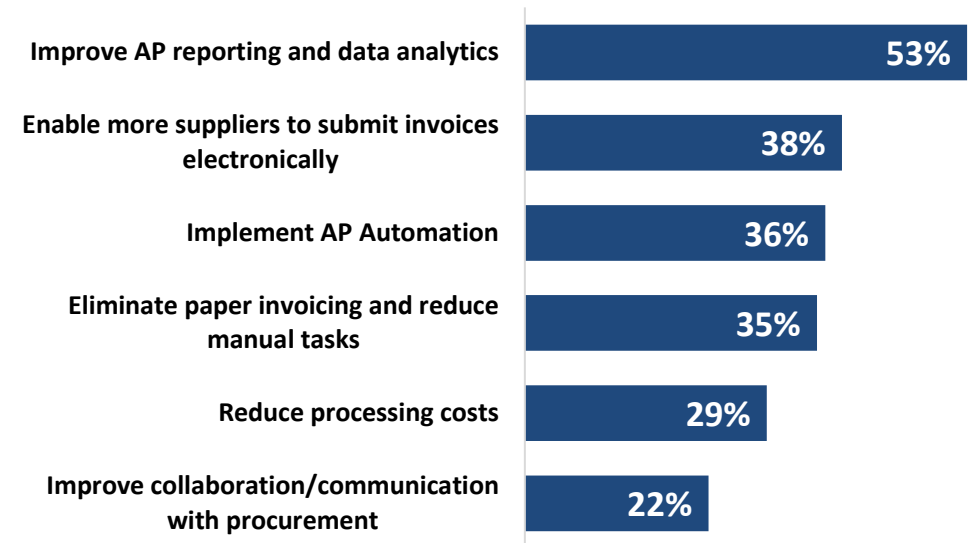 Improve AP reporting and data analytics
53%
Enable more suppliers to submit invoices
electronically
38%
Implement AP Automation
36%
Eliminate paper invoicing and reduce
manual tasks
35%
Reduce processing costs
29%
Improve collaboration/communication
with procurement
22%